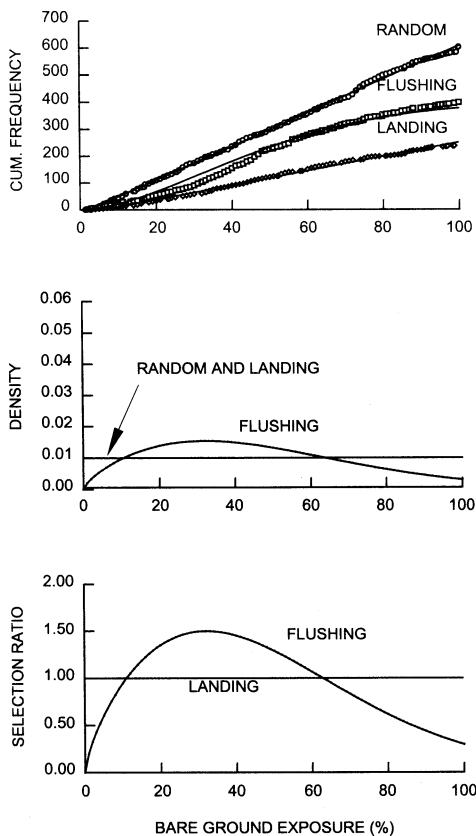 CUM. FREQUENCY
700
600
500
400
300
200
100
0
RANDOM
FLUSHING
LANDING
0 20 40 60 80 100
DENSITY
0.06
0.05
0.04
0.03
0.02
0.01
0.00
RANDOM AND LANDING
FLUSHING
0 20 40 60 80 100
SELECTION RATIO
2.00
1.50
1.00
0.50
0.00
FLUSHING
LANDING
0 20 40 60 80 100
BARE GROUND EXPOSURE (%)